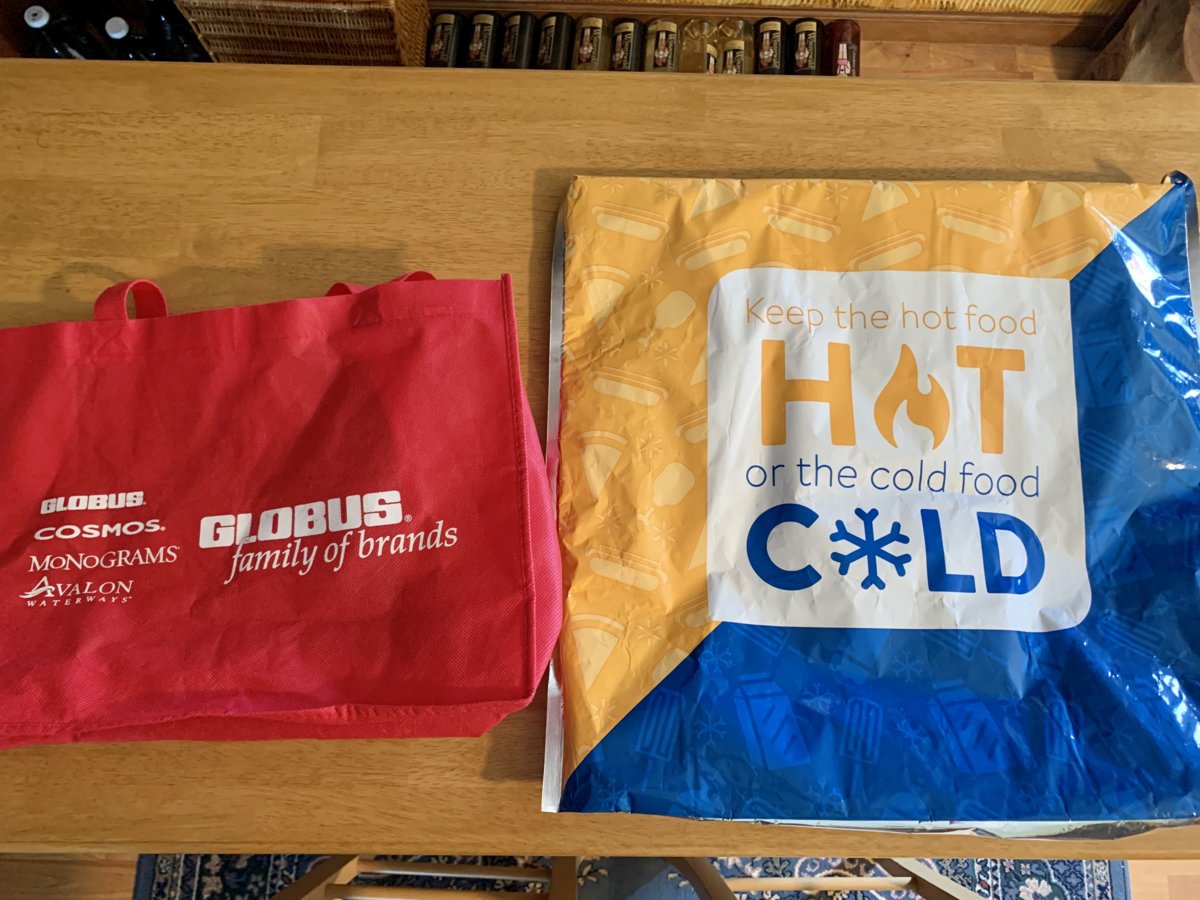 GLOBUS®
COSMOS®
MONOGRAMS®
AVALON
WATERWAYS®
GLOBUS®
family of brands
Keep the hot food
HOT
or the cold food
COLD